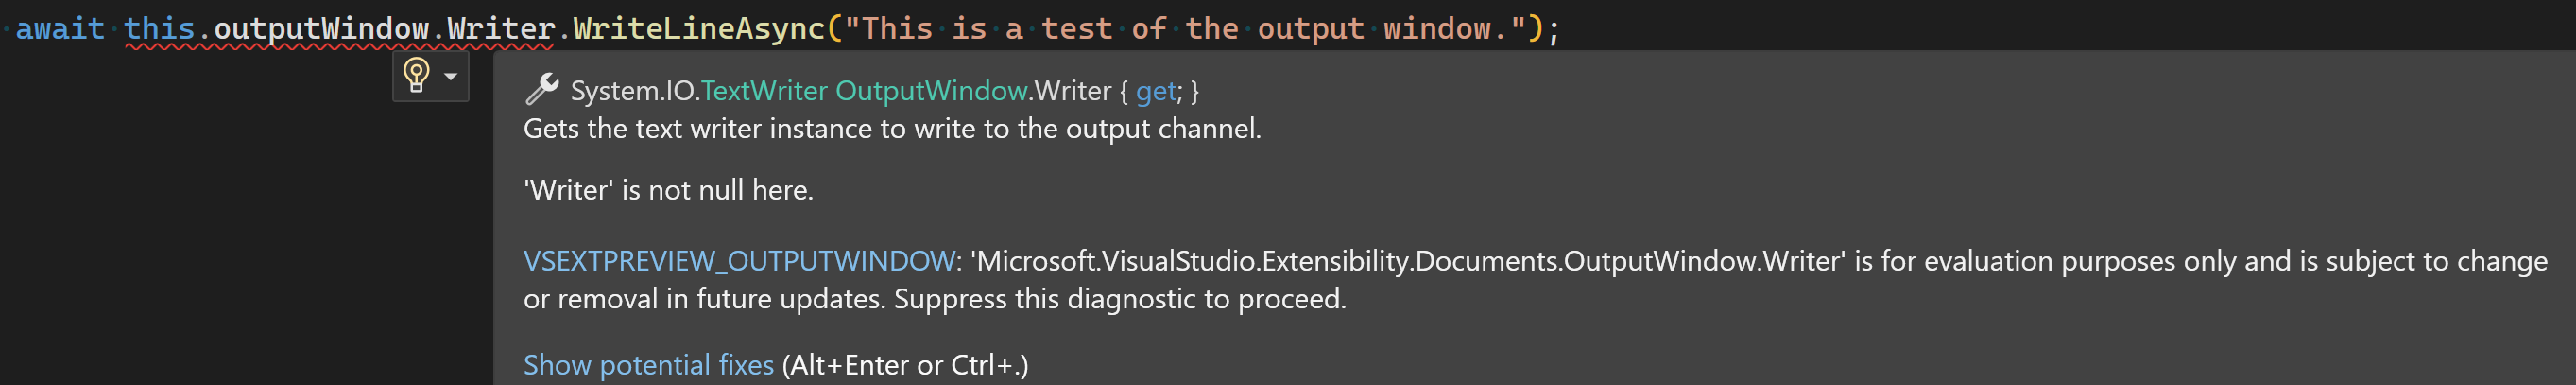 await this.outputWindow.Writer.WriteLineAsync("This is a test of the output window.");
System.IO.TextWriter OutputWindow.Writer { get; }
Gets the text writer instance to write to the output channel.
'Writer' is not null here.
VSEXTPREVIEW_OUTPUTWINDOW: 'Microsoft.VisualStudio.Extensibility.Documents.OutputWindow.Writer' is for evaluation purposes only and is subject to change
or removal in future updates. Suppress this diagnostic to proceed.
Show potential fixes (Alt+Enter or Ctrl+.)